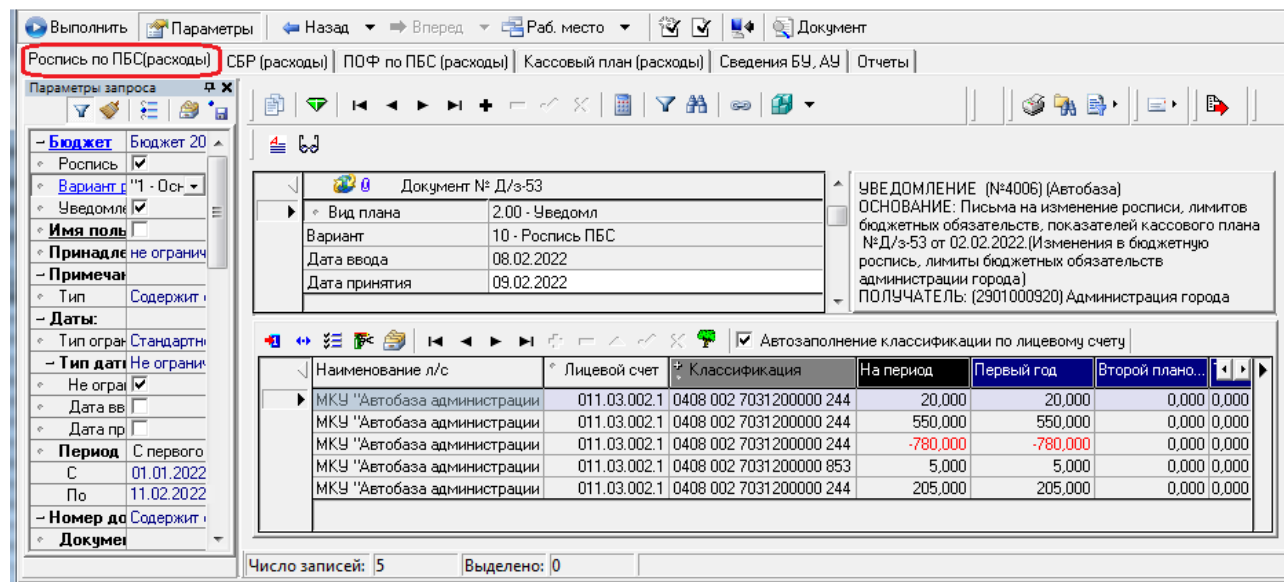 Выполнить Параметры Назад Вперед Раб. место Документ
Роспись по ПБС(расходы) СБР (расходы) ПОФ по ПБС (расходы) Кассовый план (расходы) Сведения БУ, АУ Отчеты
Параметры запроса
Бюджет Бюджет 20
Роспись
Вариант р "1 - Осн
Уведомле
Имя поль
Принадле не огранич
Примечан
Тип Содержит
Даты:
Тип огран Стандартн
Тип дати Не огранич
Не ограі
Дата вв
Дата пр
Период С первого
С 01.01.2022
По 11.02.2022
Номер до Содержит
Докумеі
Документ № Д/з-53
Вид плана 2.00 - Уведомл
Вариант 10 - Роспись ПБС
Дата ввода 08.02.2022
Дата принятия 09.02.2022
УВЕДОМЛЕНИЕ (№4006) (Автобаза)
ОСНОВАНИЕ: Письма на изменение росписи, лимитов
бюджетных обязательств, показателей кассового плана
№Д/з-53 от 02.02.2022.(Изменения в бюджетную
роспись, лимиты бюджетных обязательств
администрации города)
ПОЛУЧАТЕЛЬ: (2901000920) Администрация города
Автозаполнение классификации по лицевому счету
Наименование л/с Лицевой счет Классификация На период Первый год Второй плано...
МКУ "Автобаза администрации 011.03.002.1 0408 002 7031200000 244 20,000 20,000 0,000 0,000
МКУ "Автобаза администрации 011.03.002.1 0408 002 7031200000 244 550,000 550,000 0,000 0,000
МКУ "Автобаза администрации 011.03.002.1 0408 002 7031200000 244 -780,000 -780,000 0,000 0,000
МКУ "Автобаза администрации 011.03.002.1 0408 002 7031200000 853 5,000 5,000 0,000 0,000
МКУ "Автобаза администрации 011.03.002.1 0408 002 7031200000 244 205,000 205,000 0,000 0,000
Число записей: 5 Выделено: 0